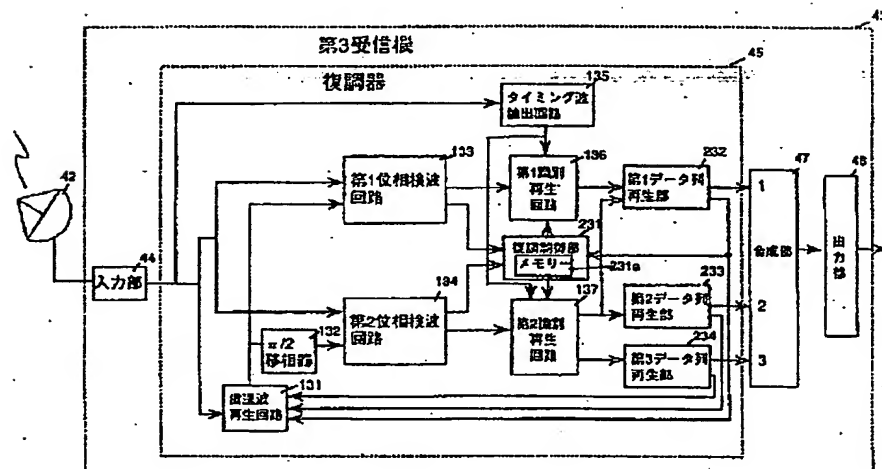 第3受信機
45
復調器
135
タイミング波
抽出回路
42
133
第1位相検波
回路
136
第1識別
再生
回路
232
第1データ列
再生部
47
48
1
合成部
出力部
44
入力部
231
復調制御部
メモリー
231a
134
第2位相検波
回路
137
第2識別
再生
回路
233
第2データ列
再生部
2
132
π/2
移相器
234
第3データ列
再生部
3
131
搬送波
再生回路